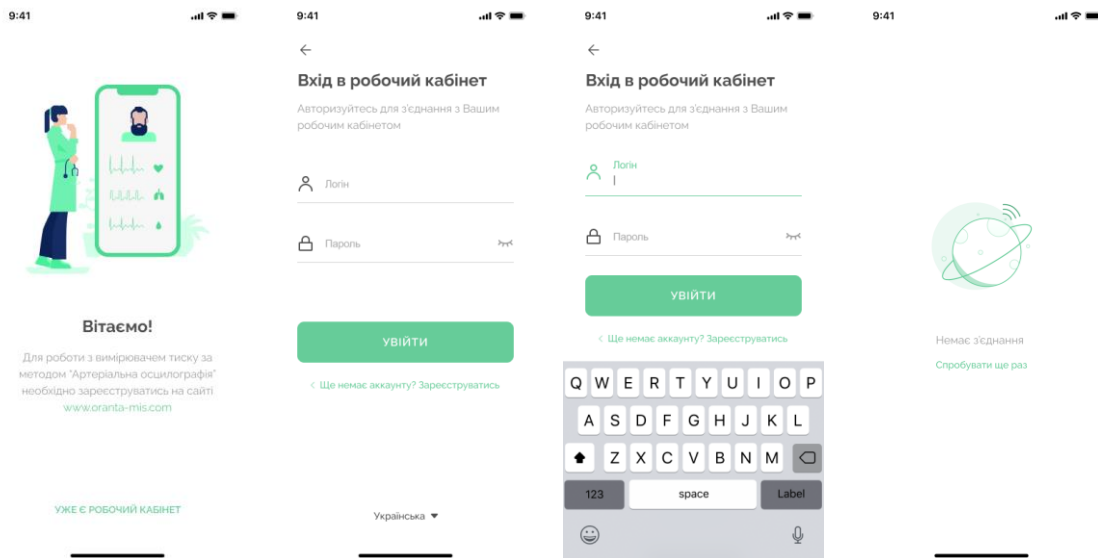 9:41
Вітаємо!
Для роботи з вимірювачем тиску за
методом "Артеріальна осцилографія"
необхідно зареєструватись на сайті
www.oranta-mis.com
УЖЕ Є РОБОЧИЙ КАБІНЕТ
9:41
Вхід в робочий кабінет
Авторизуйтесь для з'єднання з Вашим
робочим кабінетом
Логін
Пароль
УВІЙТИ
< Ще немає аккаунту? Зареєструватись
Українська
9:41
Вхід в робочий кабінет
Авторизуйтесь для з'єднання з Вашим
робочим кабінетом
Логін
Пароль
УВІЙТИ
< Ще немає аккаунту? Зареєструватись
Q W E R T Y U I O P
A S D F G H J K L
Z X C V B N M
123 space Label
9:41
Немає з'єднання
Спробувати ще раз